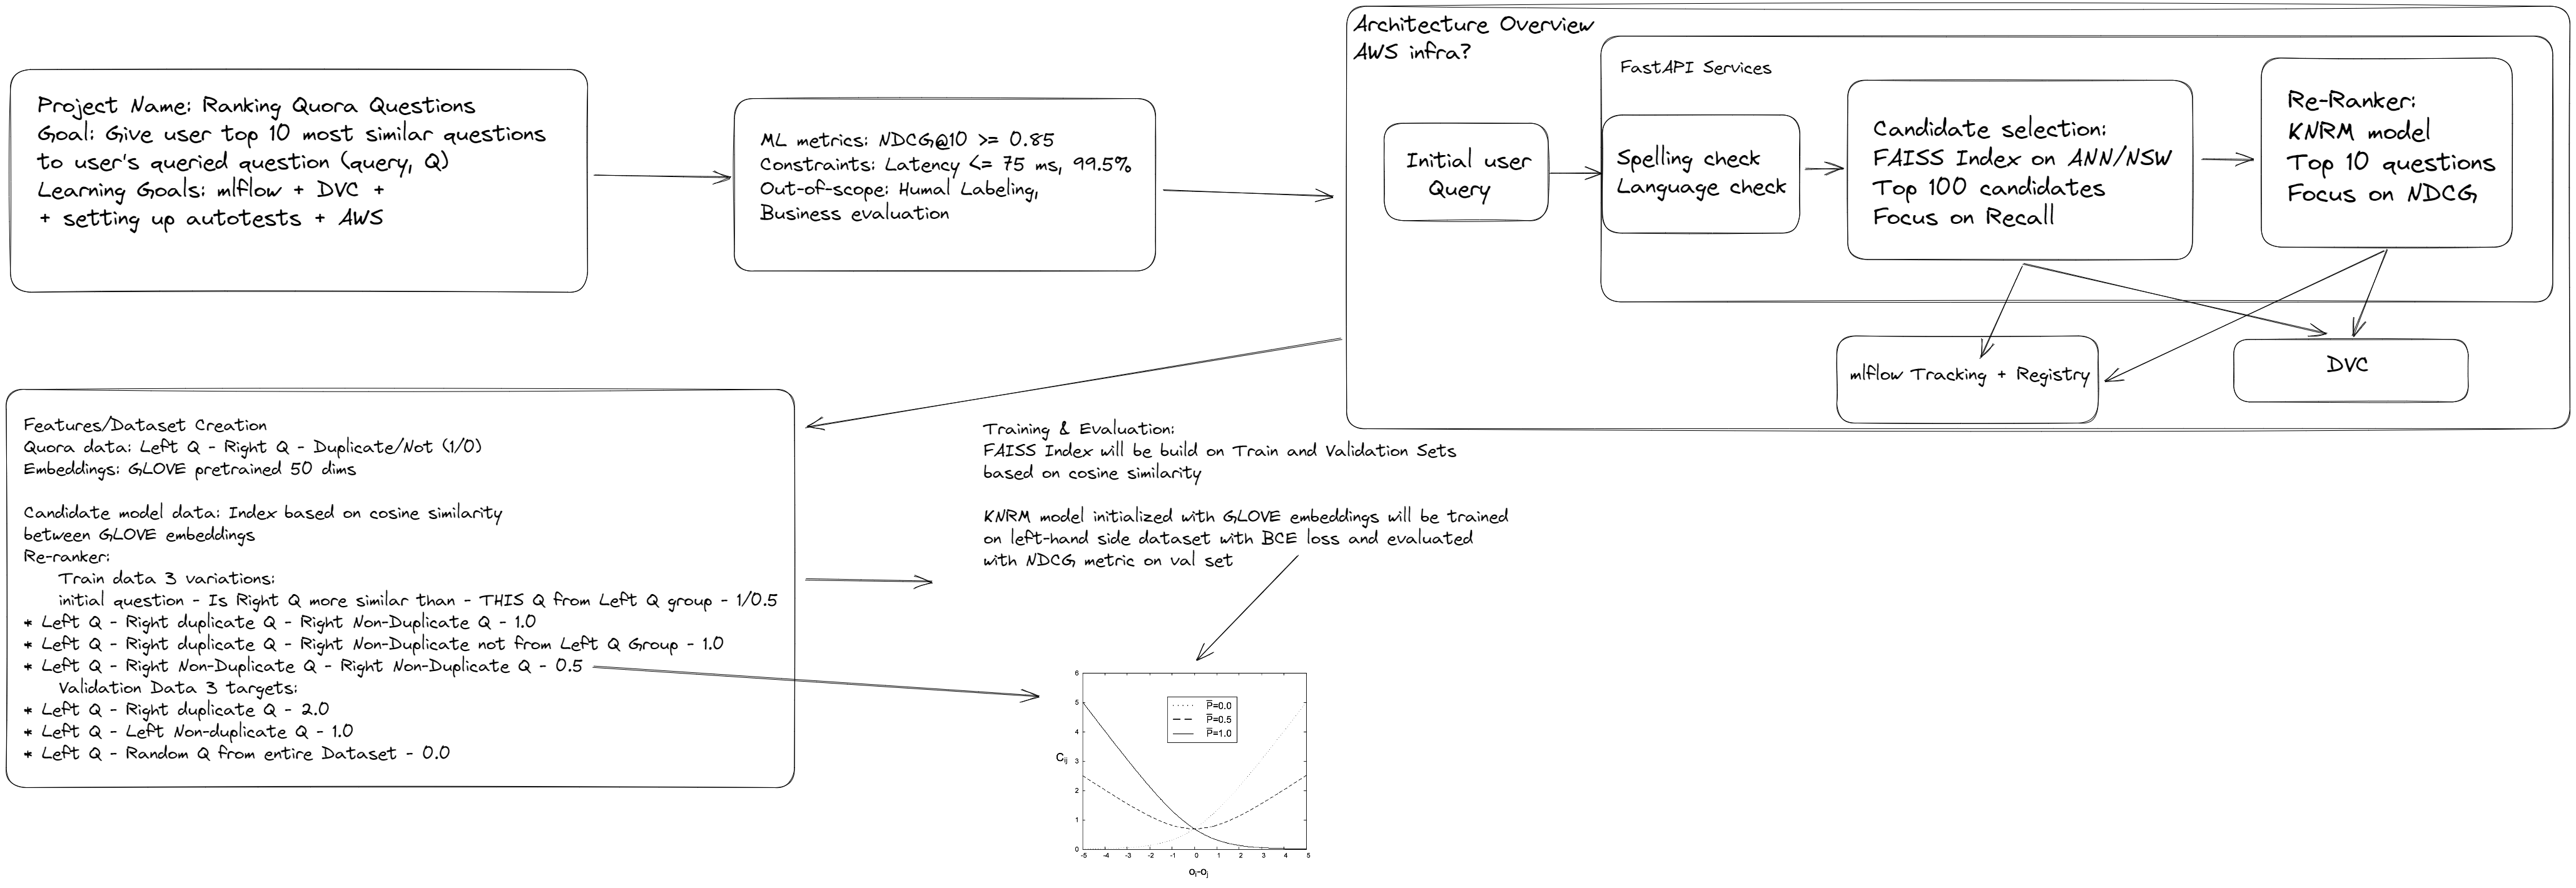 Project Name: Ranking Quora Questions
Goal: Give user top 10 most similar questions
to user's queried question (query, Q)
Learning Goals: mlflow + DVC +
+ setting up autotests + AWS
ML metrics: NDCG@10 >= 0.85
Constraints: Latency <= 75 ms, 99.5%
Out-of-scope: Humal Labeling,
Business evaluation
Architecture Overview
AWS infra?
FastAPI Services
Initial user
Query
Spelling check
Language check
Candidate selection:
FAISS Index on ANN/NSW
Top 100 candidates
Focus on Recall
Re-Ranker:
KNRM model
Top 10 questions
Focus on NDCG
mlflow Tracking + Registry
DVC
Features/Dataset Creation
Quora data: Left Q - Right Q - Duplicate/Not (1/0)
Embeddings: GLOVE pretrained 50 dims
Candidate model data: Index based on cosine similarity
between GLOVE embeddings
Re-ranker:
Train data 3 variations:
initial question - Is Right Q more similar than - THIS Q from Left Q group - 1/0.5
* Left Q - Right duplicate Q - Right Non-Duplicate Q - 1.0
* Left Q - Right duplicate Q - Right Non-Duplicate not from Left Q Group - 1.0
* Left Q - Right Non-Duplicate Q - Right Non-Duplicate Q - 0.5
Validation Data 3 targets:
* Left Q - Right duplicate Q - 2.0
* Left Q - Left Non-duplicate Q - 1.0
* Left Q - Random Q from entire Dataset - 0.0
Training & Evaluation:
FAISS Index will be build on Train and Validation Sets
based on cosine similarity
KNRM model initialized with GLOVE embeddings will be trained
on left-hand side dataset with BCE loss and evaluated
with NDCG metric on val set
6
5
4
3
2
1
0
Cij
P̅=0.0
P̅=0.5
P̅=1.0
-5 -4 -3 -2 -1 0 1 2 3 4 5
oi-oj